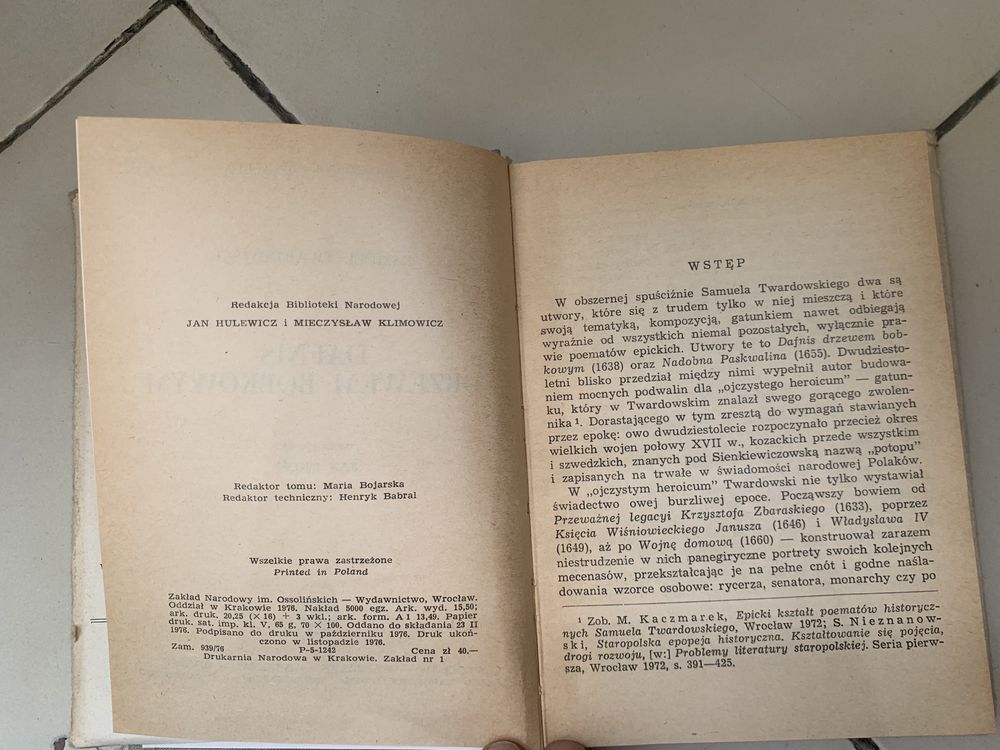 Redakcja Biblioteki Narodowej
JAN HULEWICZ i MIECZYSŁAW KLIMOWICZ
Redaktor tomu: Maria Bojarska
Redaktor techniczny: Henryk Babral
Wszelkie prawa zastrzeżone
Printed in Poland
Zakład Narodowy im. Ossolińskich — Wydawnictwo, Wrocław.
Oddział w Krakowie 1976. Nakład 5000 egz. Ark. wyd. 15,50;
ark. druk. 20,25 (× 16) + 3 wkl.; ark. form. A 1 13,49. Papier
druk. sat. imp. kl. V, 65 g, 70 × 100. Oddano do składania 23 II
1976. Podpisano do druku w październiku 1976. Druk ukoń-
czono w listopadzie 1976.
Zam. 939/76 P-5-1242 Cena zł 40.—
Drukarnia Narodowa w Krakowie. Zakład nr 1
WSTĘP
W obszernej spuściźnie Samuela Twardowskiego dwa są
utwory, które się z trudem tylko w niej mieszczą i które
swoją tematyką, kompozycją, gatunkiem nawet odbiegają
wyraźnie od wszystkich niemal pozostałych, wyłącznie pra-
wie poematów epickich. Utwory te to Dafnis drzewem bob-
kowym (1638) oraz Nadobna Paskwalina (1655). Dwudziesto-
letni blisko przedział między nimi wypełnił autor budowa-
niem mocnych podwalin dla „ojczystego heroicum” — gatun-
ku, który w Twardowskim znalazł swego gorącego zwolen-
nika ¹. Dorastającego w tym zresztą do wymagań stawianych
przez epokę: owo dwudziestolecie rozpoczynało przecież okres
wielkich wojen połowy XVII w., kozackich przede wszystkim
i szwedzkich, znanych pod Sienkiewiczowską nazwą „potopu”
i zapisanych na trwałe w świadomości narodowej Polaków.
W „ojczystym heroicum” Twardowski nie tylko wystawiał
świadectwo owej burzliwej epoce. Począwszy bowiem od
Przeważnej legacyi Krzysztofa Zbaraskiego (1633), poprzez
Księcia Wiśniowieckiego Janusza (1646) i Władysława IV
(1649), aż po Wojnę domową (1660) — konstruował zarazem
niestrudzenie w nich panegiryczne portrety swoich kolejnych
mecenasów, przekształcając je na pełne cnót i godne naśla-
dowania wzorce osobowe: rycerza, senatora, monarchy czy po
¹ Zob. M. Kaczmarek, Epicki kształt poematów historycz-
nych Samuela Twardowskiego, Wrocław 1972; S. Nieznanow-
ski, Staropolska epopeja historyczna. Kształtowanie się pojęcia,
drogi rozwoju, [w:] Problemy literatury staropolskiej. Seria pierw-
sza, Wrocław 1972, s. 391—425.